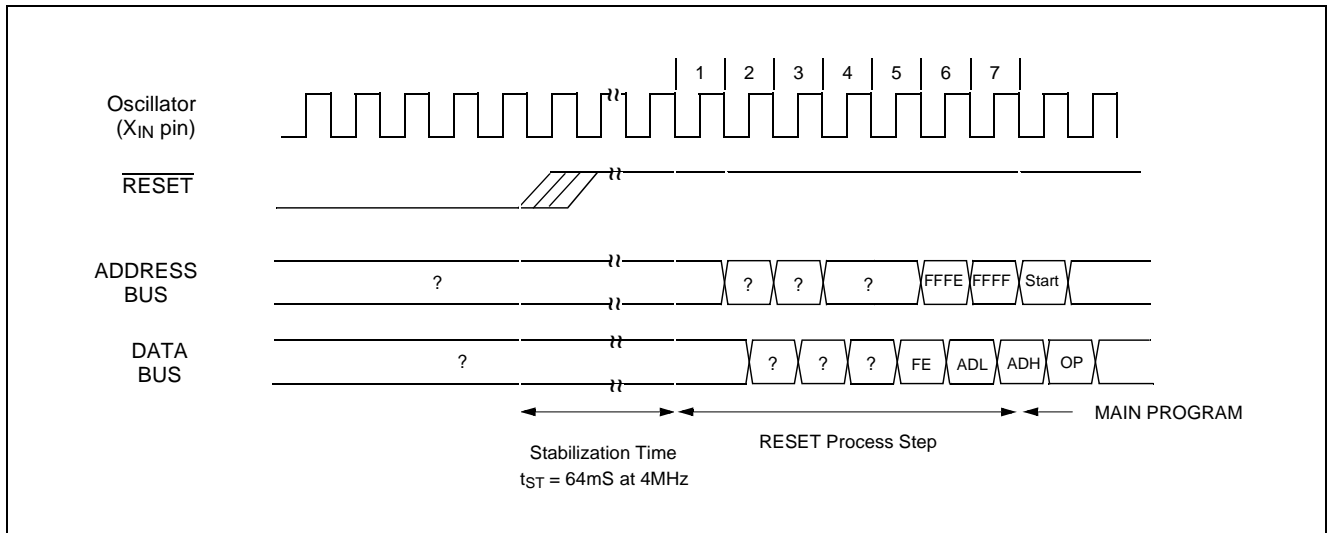 1 2 3 4 5 6 7
Oscillator
(XIN pin)
RESET
ADDRESS
BUS
? ? ? ? FFFE FFFF Start
DATA
BUS
? ? ? ? FE ADL ADH OP
MAIN PROGRAM
RESET Process Step
Stabilization Time
tST = 64mS at 4MHz